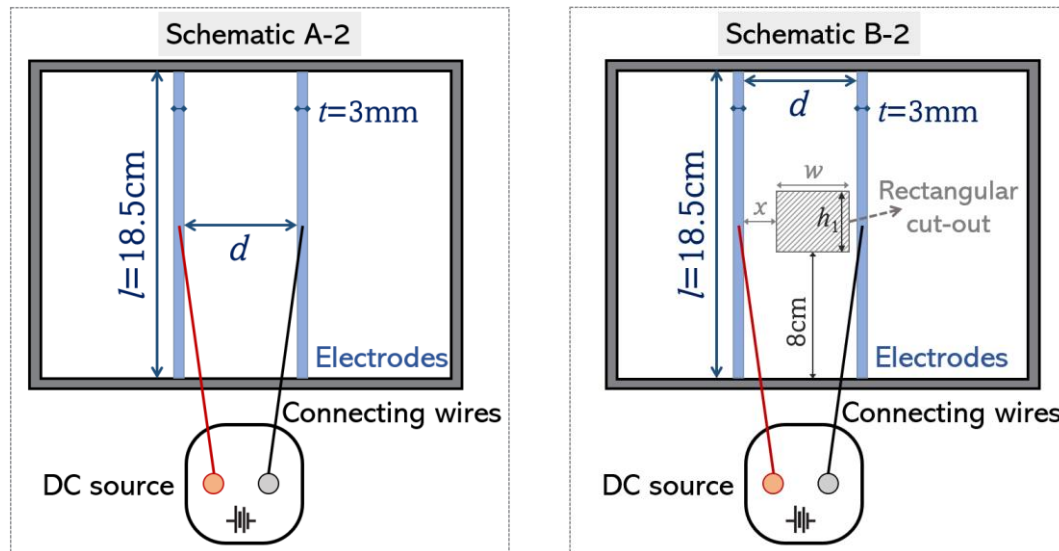 Schematic A-2
t=3mm
l=18.5cm
d
Electrodes
Connecting wires
DC source
Schematic B-2
d
t=3mm
w
x
h₁
Rectangular
cut-out
l=18.5cm
8cm
Electrodes
Connecting wires
DC source